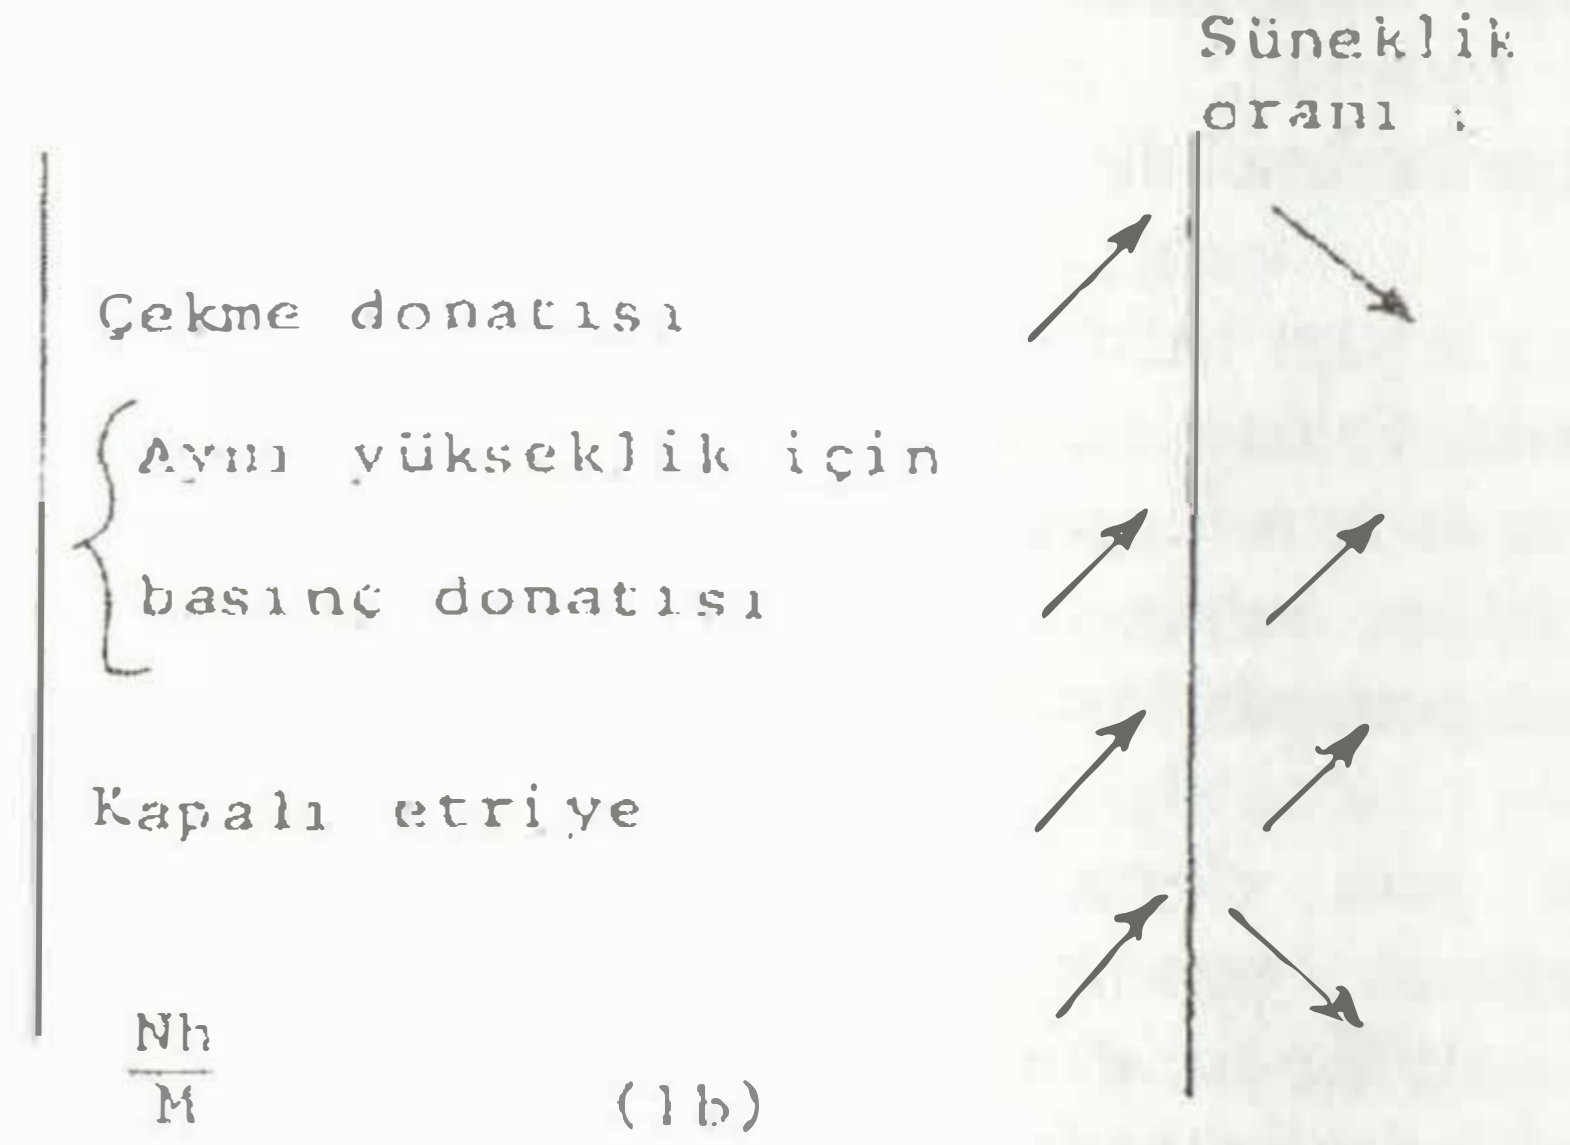 Süneklik
oranı :
Çekme donatısı
Aynı yükseklik için
basınç donatısı
Kapalı etriye
Nh
M
(1b)